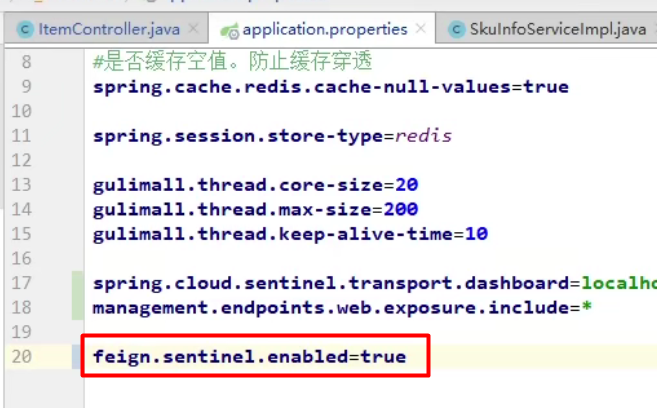 ItemController.java application.properties SkuInfoServiceImpl.java
8 #是否缓存空值。防止缓存穿透
9 spring.cache.redis.cache-null-values=true
10
11 spring.session.store-type=redis
12
13 gulimall.thread.core-size=20
14 gulimall.thread.max-size=200
15 gulimall.thread.keep-alive-time=10
16
17 spring.cloud.sentinel.transport.dashboard=localho
18 management.endpoints.web.exposure.include=*
19
20 feign.sentinel.enabled=true